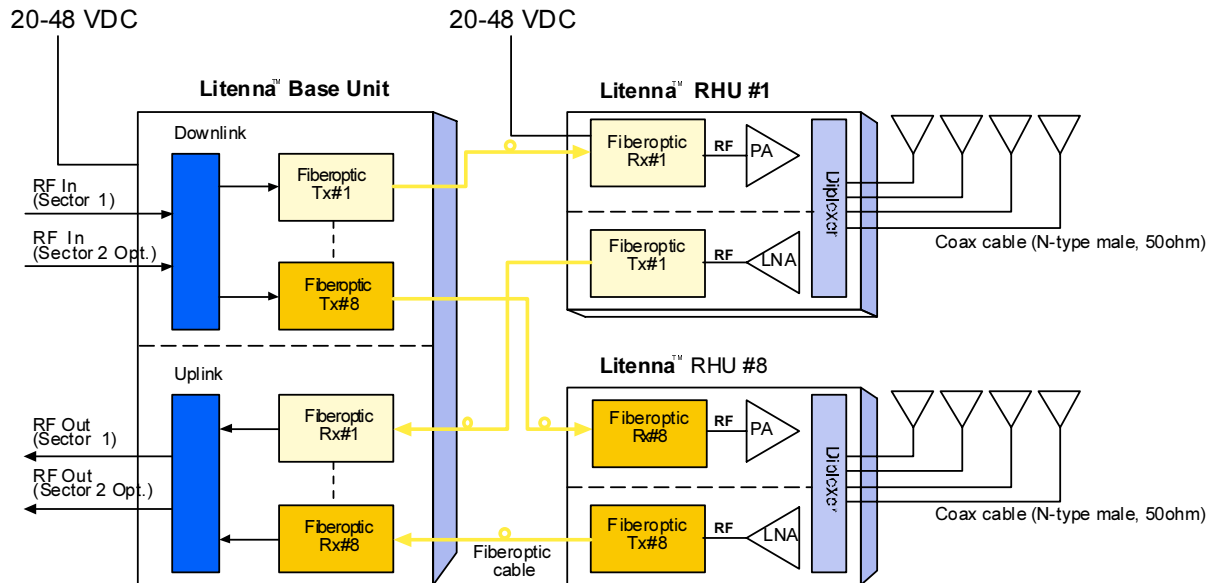 20-48 VDC
20-48 VDC
Litenna™ Base Unit
Litenna™ RHU #1
Downlink
RF In
(Sector 1)
RF In
(Sector 2 Opt.)
Fiberoptic
Tx#1
Fiberoptic
Tx#8
Fiberoptic
Rx#1
RF
PA
Fiberoptic
Tx#1
RF
LNA
Diplexer
Coax cable (N-type male, 50ohm)
Uplink
RF Out
(Sector 1)
RF Out
(Sector 2 Opt.)
Fiberoptic
Rx#1
Fiberoptic
Rx#8
Fiberoptic
cable
Litenna™ RHU #8
Fiberoptic
Rx#8
RF
PA
Fiberoptic
Tx#8
RF
LNA
Diplexer
Coax cable (N-type male, 50ohm)